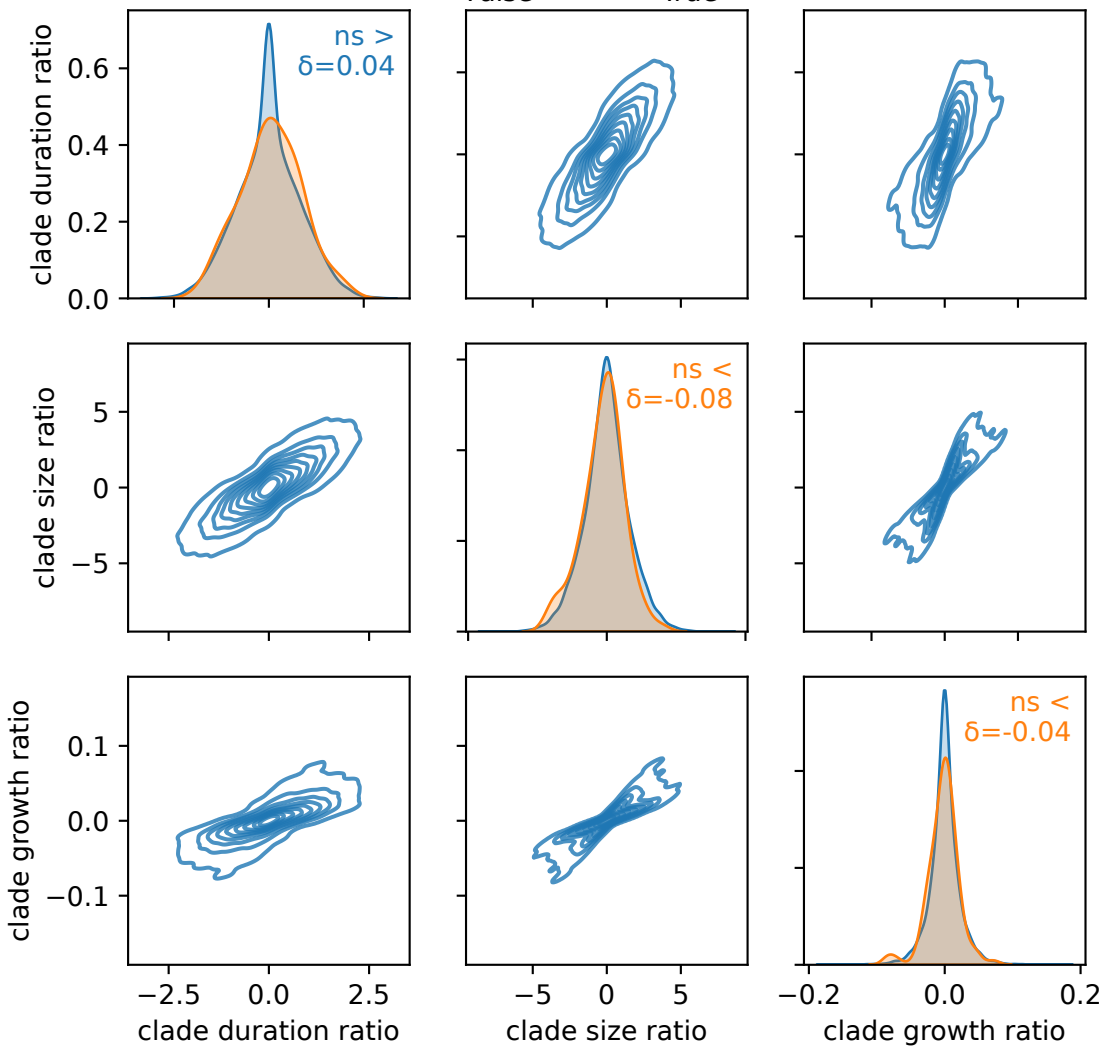 clade duration ratio
0.6
0.4
0.2
0.0
ns >
δ=0.04
−5
0
5
clade size ratio
5
0
−5
ns <
δ=-0.08
clade growth ratio
0.1
0.0
−0.1
ns <
δ=-0.04
−2.5
0.0
2.5
−5
0
5
−0.2
0.0
0.2
clade duration ratio
clade size ratio
clade growth ratio